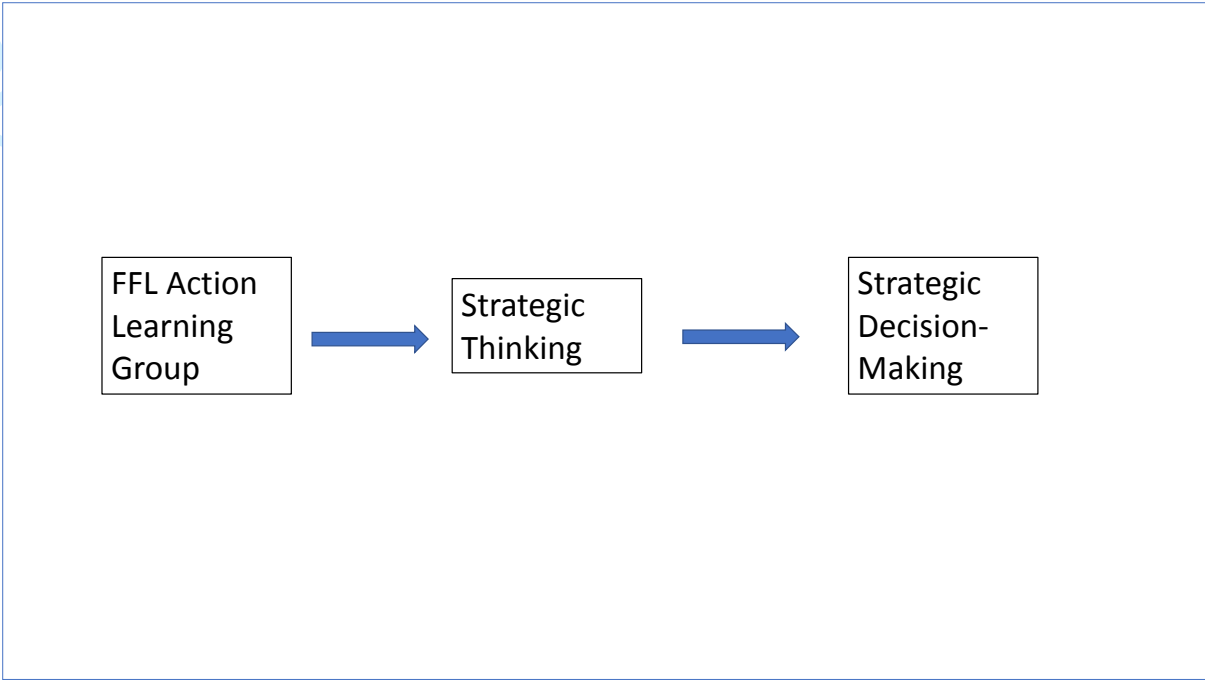 FFL Action
Learning
Group
Strategic
Thinking
Strategic
Decision-
Making